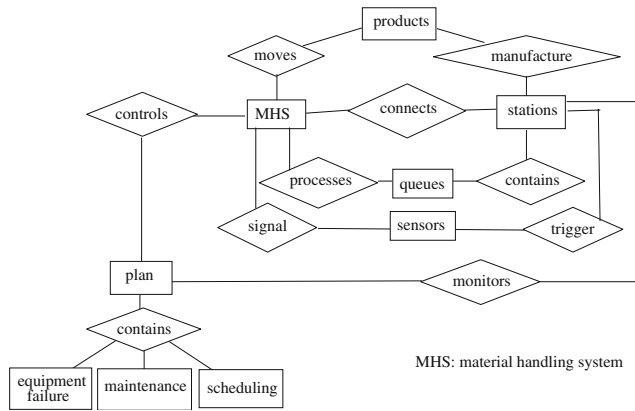 products
moves
manufacture
controls
MHS
connects
stations
processes
queues
contains
signal
sensors
trigger
plan
monitors
contains
MHS: material handling system
equipment
failure
maintenance
scheduling